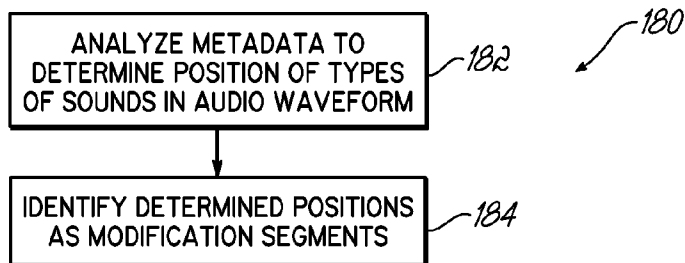 ANALYZE METADATA TO
DETERMINE POSITION OF TYPES
OF SOUNDS IN AUDIO WAVEFORM
182
180
IDENTIFY DETERMINED POSITIONS
AS MODIFICATION SEGMENTS
184